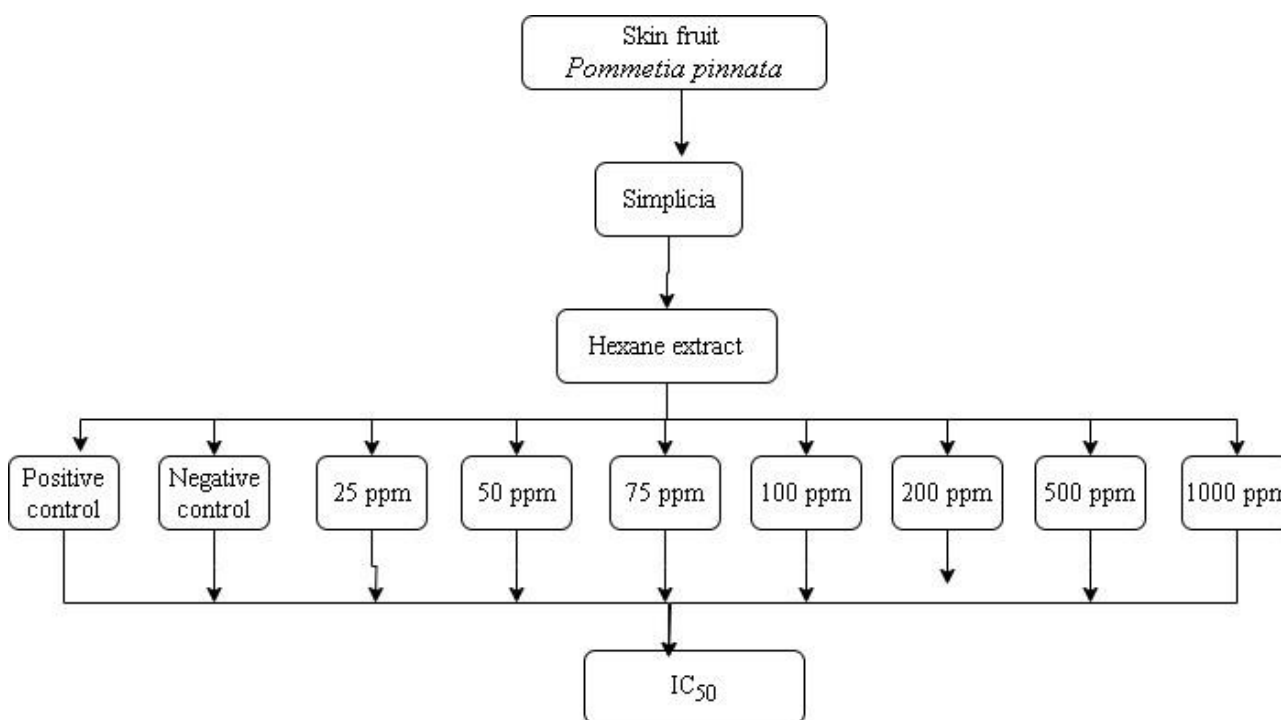 Skin fruit
Pommetia pinnata
Simplicia
Hexane extract
Positive
control
Negative
control
25 ppm
50 ppm
75 ppm
100 ppm
200 ppm
500 ppm
1000 ppm
IC50